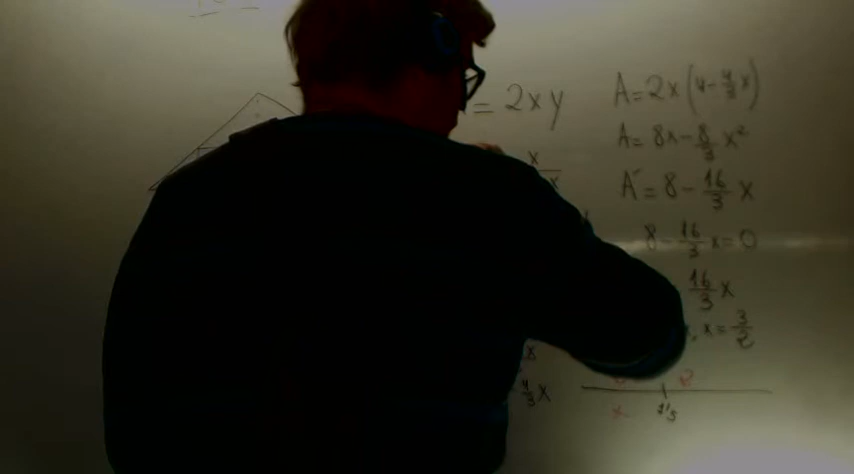 = 2xy
x
x
A = 2x(4 - 4/3 x)
A = 8x - 8/3 x²
A' = 8 - 16/3 x
8 - 16/3 x = 0
16/3 x
x = 3/2
x
4/3 x